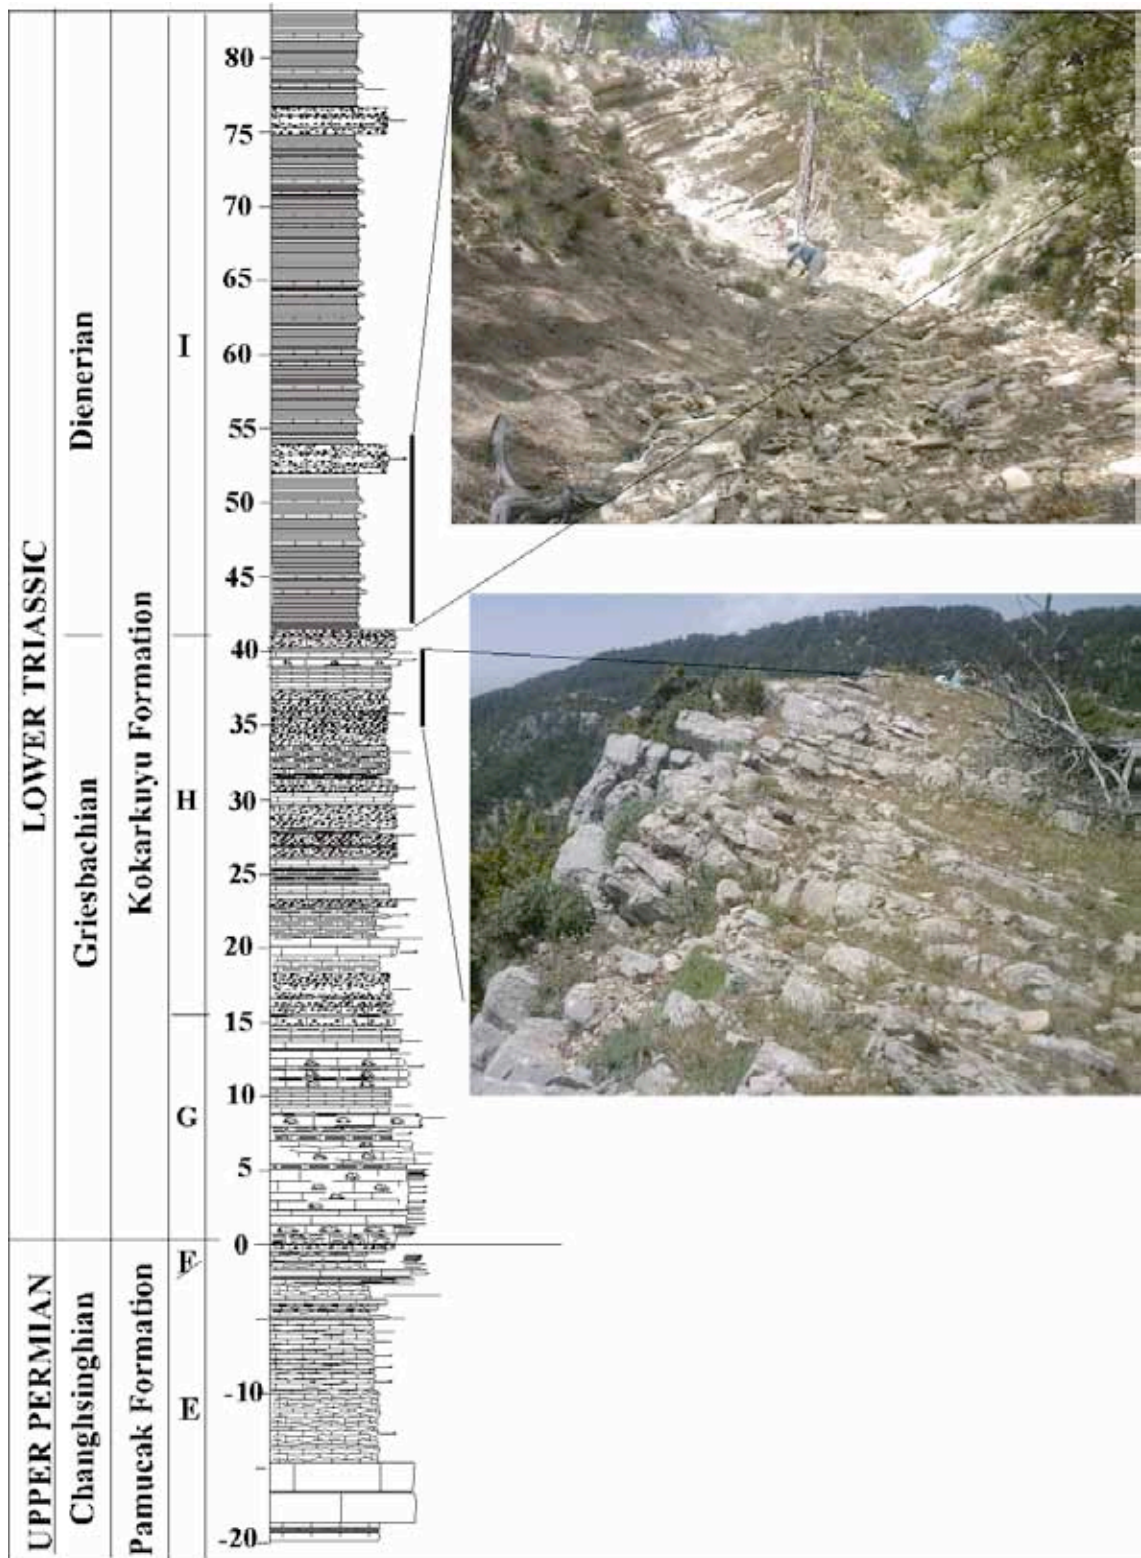 LOWER TRIASSIC
UPPER PERMIAN
Dienerian
Griesbachian
Changhsinghian
Kokarkuyu Formation
Pamucak Formation
I
H
G
F
E
80
75
70
65
60
55
50
45
40
35
30
25
20
15
10
5
0
-10
-20